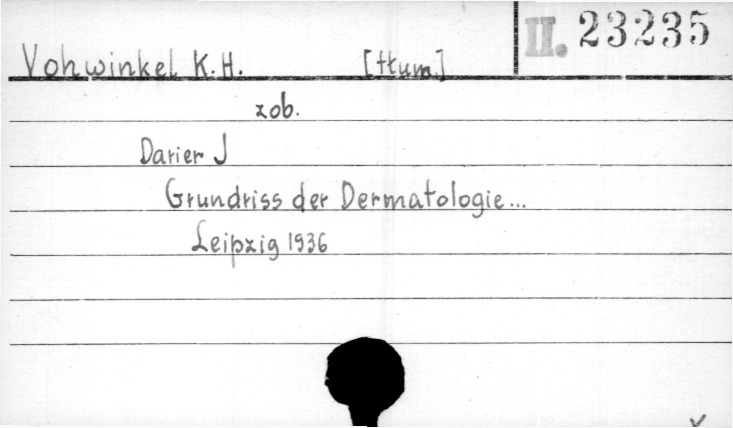 II. 23235
Vohwinkel K. H. [tłum.]
zob.
Darier J
Grundriss der Dermatologie...
Leipzig 1936